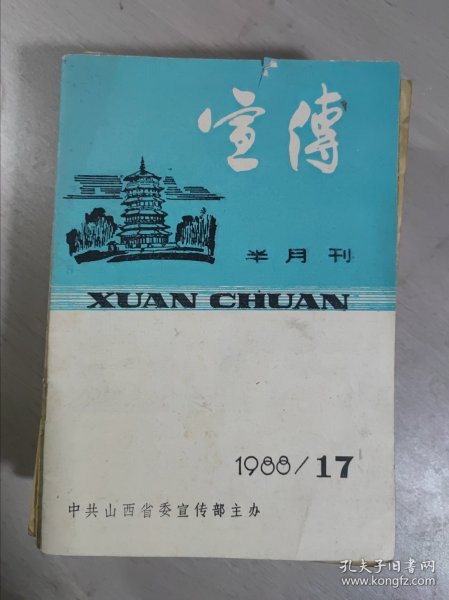 宣傳
半月刊
XUAN CHUAN
1988/17
中共山西省委宣传部主办
孔夫子旧书网
www.kongfz.com